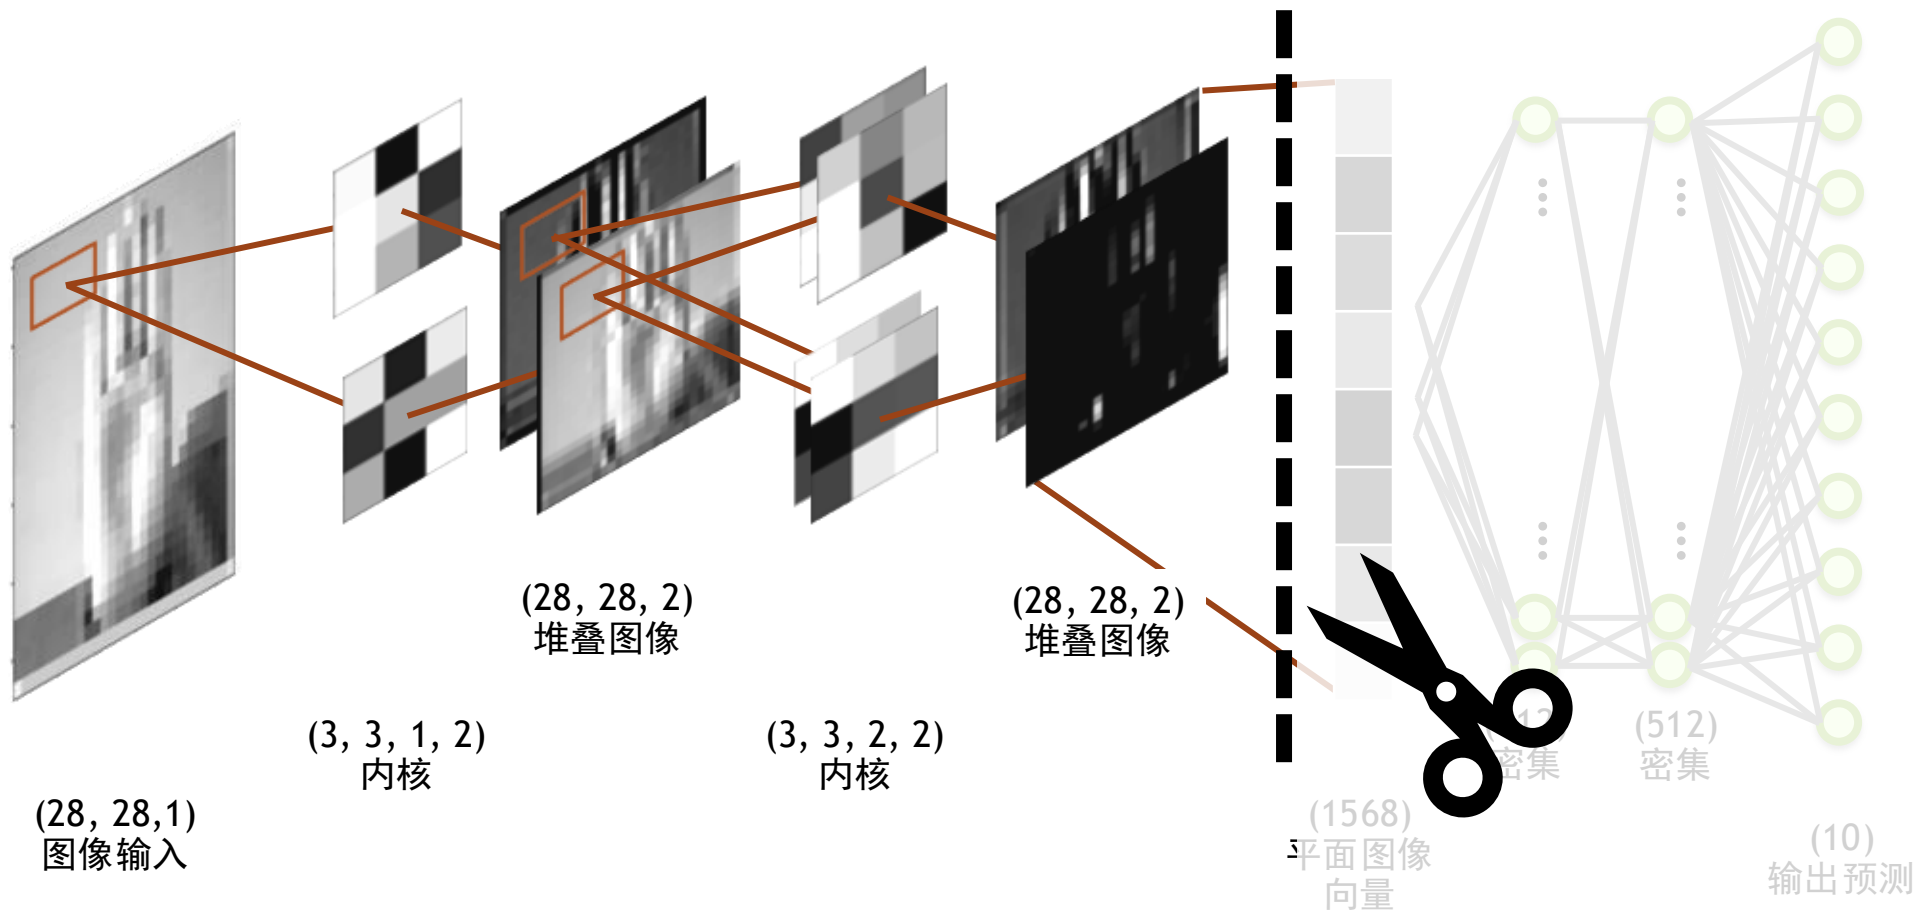 (28, 28, 2)
堆叠图像
(28, 28, 2)
堆叠图像
(3, 3, 1, 2)
内核
(3, 3, 2, 2)
内核
(28, 28,1)
图像输入
密集
(512)
密集
(1568)
平面图像
向量
(10)
输出预测